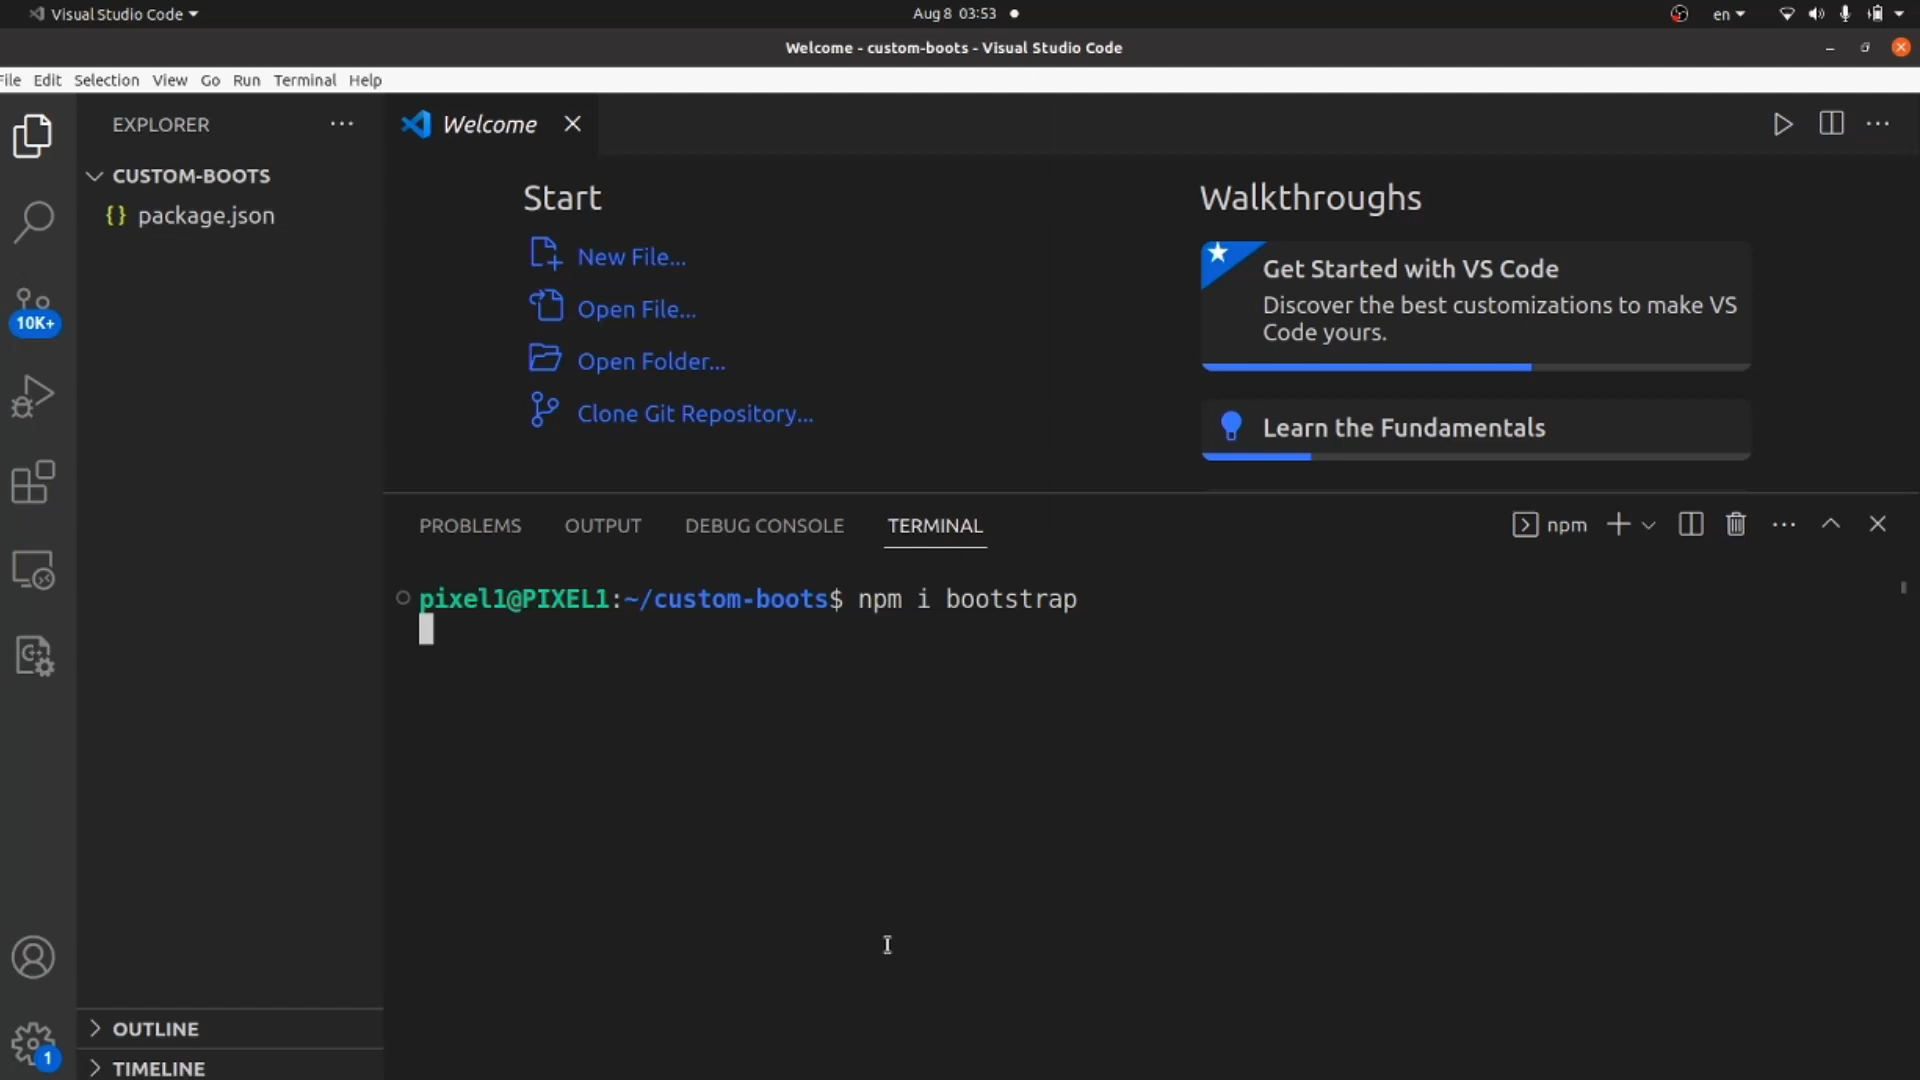 Visual Studio Code
Aug 8 03:53
en
Welcome - custom-boots - Visual Studio Code
File Edit Selection View Go Run Terminal Help
EXPLORER
CUSTOM-BOOTS
package.json
10K+
1
OUTLINE
TIMELINE
Welcome
Start
New File...
Open File...
Open Folder...
Clone Git Repository...
Walkthroughs
Get Started with VS Code
Discover the best customizations to make VS
Code yours.
Learn the Fundamentals
PROBLEMS OUTPUT DEBUG CONSOLE TERMINAL
npm
pixel1@PIXEL1:~/custom-boots$ npm i bootstrap